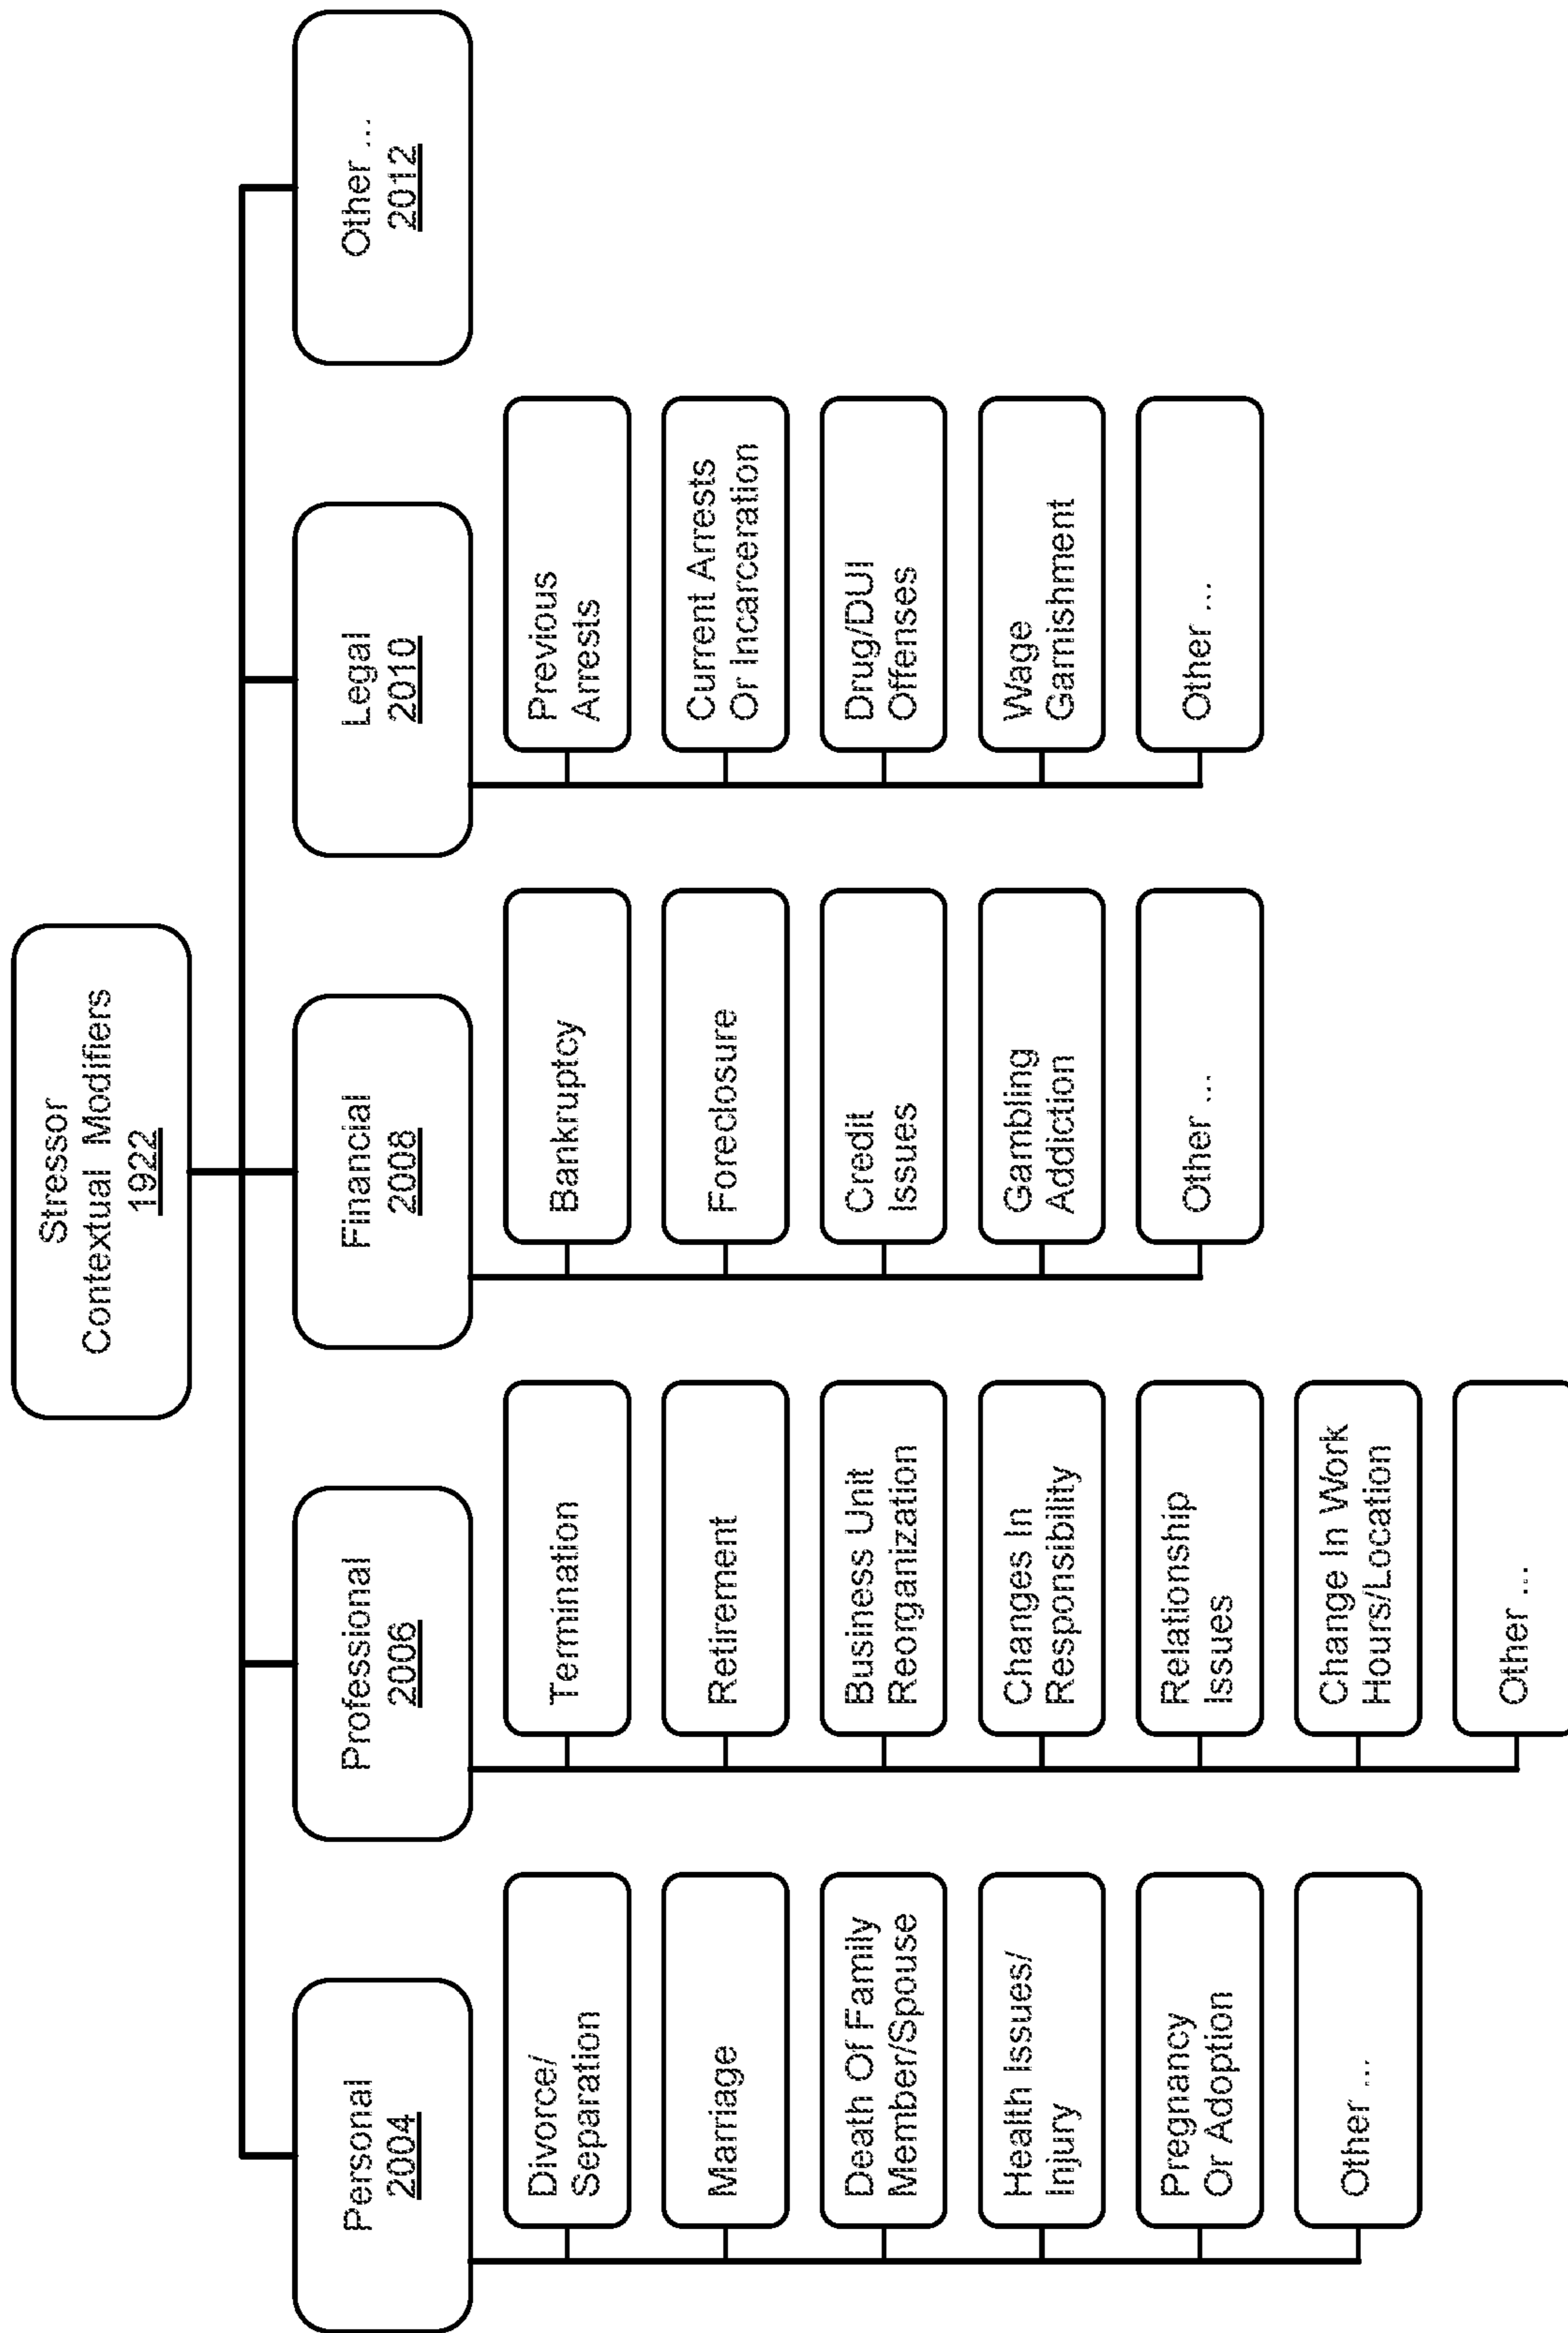 Stressor
Contextual Modifiers
1922
Personal
2004
Divorce/
Separation
Marriage
Death Of Family
Member/Spouse
Health Issues/
Injury
Pregnancy
Or Adoption
Other ...
Professional
2006
Termination
Retirement
Business Unit
Reorganization
Changes In
Responsibility
Relationship
Issues
Change In Work
Hours/Location
Other ...
Financial
2008
Bankruptcy
Foreclosure
Credit
Issues
Gambling
Addiction
Other ...
Legal
2010
Previous
Arrests
Current Arrests
Or Incarceration
Drug/DUI
Offenses
Wage
Garnishment
Other ...
Other ...
2012